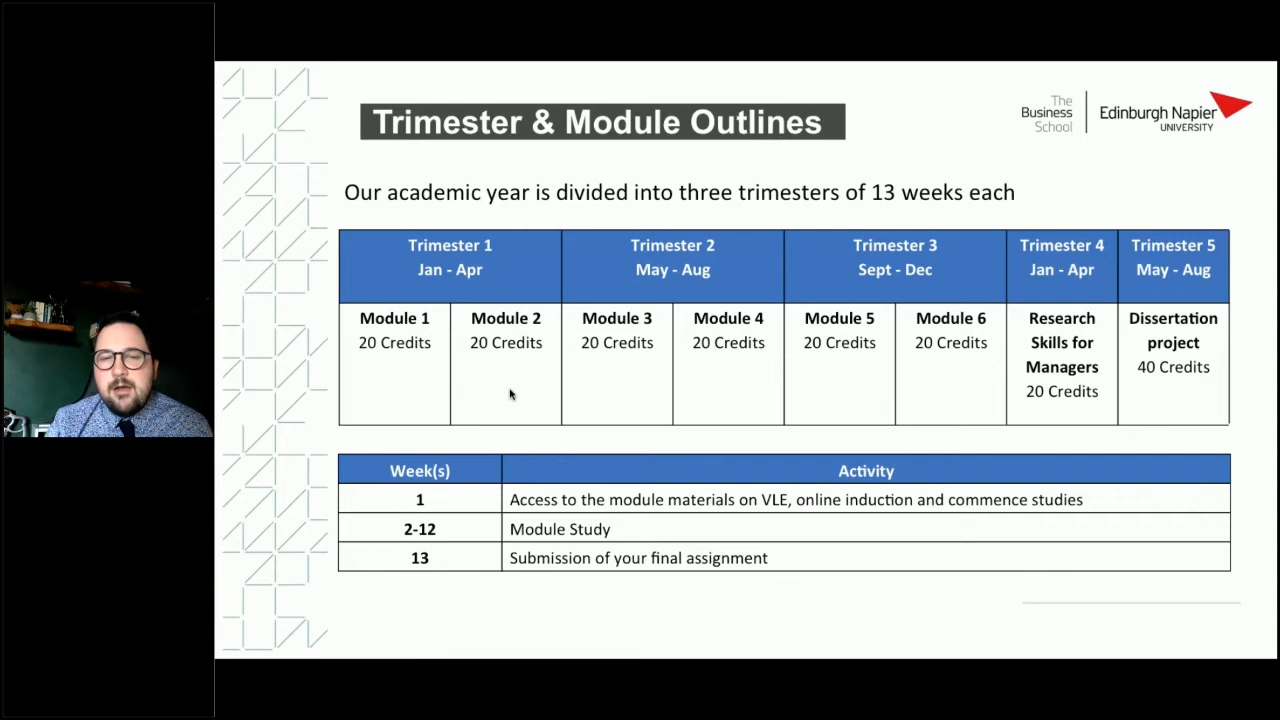 Trimester & Module Outlines
The
Business
School
Edinburgh Napier
UNIVERSITY
Our academic year is divided into three trimesters of 13 weeks each
Trimester 1
Jan - Apr
Trimester 2
May - Aug
Trimester 3
Sept - Dec
Trimester 4
Jan - Apr
Trimester 5
May - Aug
Module 1
20 Credits
Module 2
20 Credits
Module 3
20 Credits
Module 4
20 Credits
Module 5
20 Credits
Module 6
20 Credits
Research
Skills for
Managers
20 Credits
Dissertation
project
40 Credits
Week(s) Activity
1 Access to the module materials on VLE, online induction and commence studies
2-12 Module Study
13 Submission of your final assignment